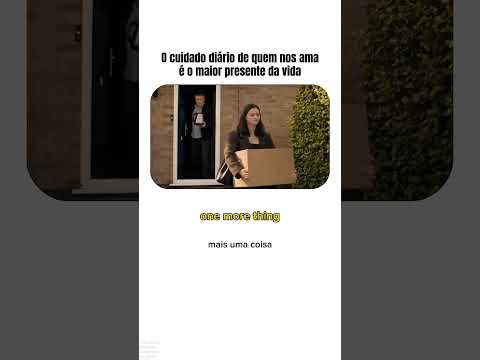 O cuidado diário de quem nos ama
é o maior presente da vida
one more thing
mais uma coisa